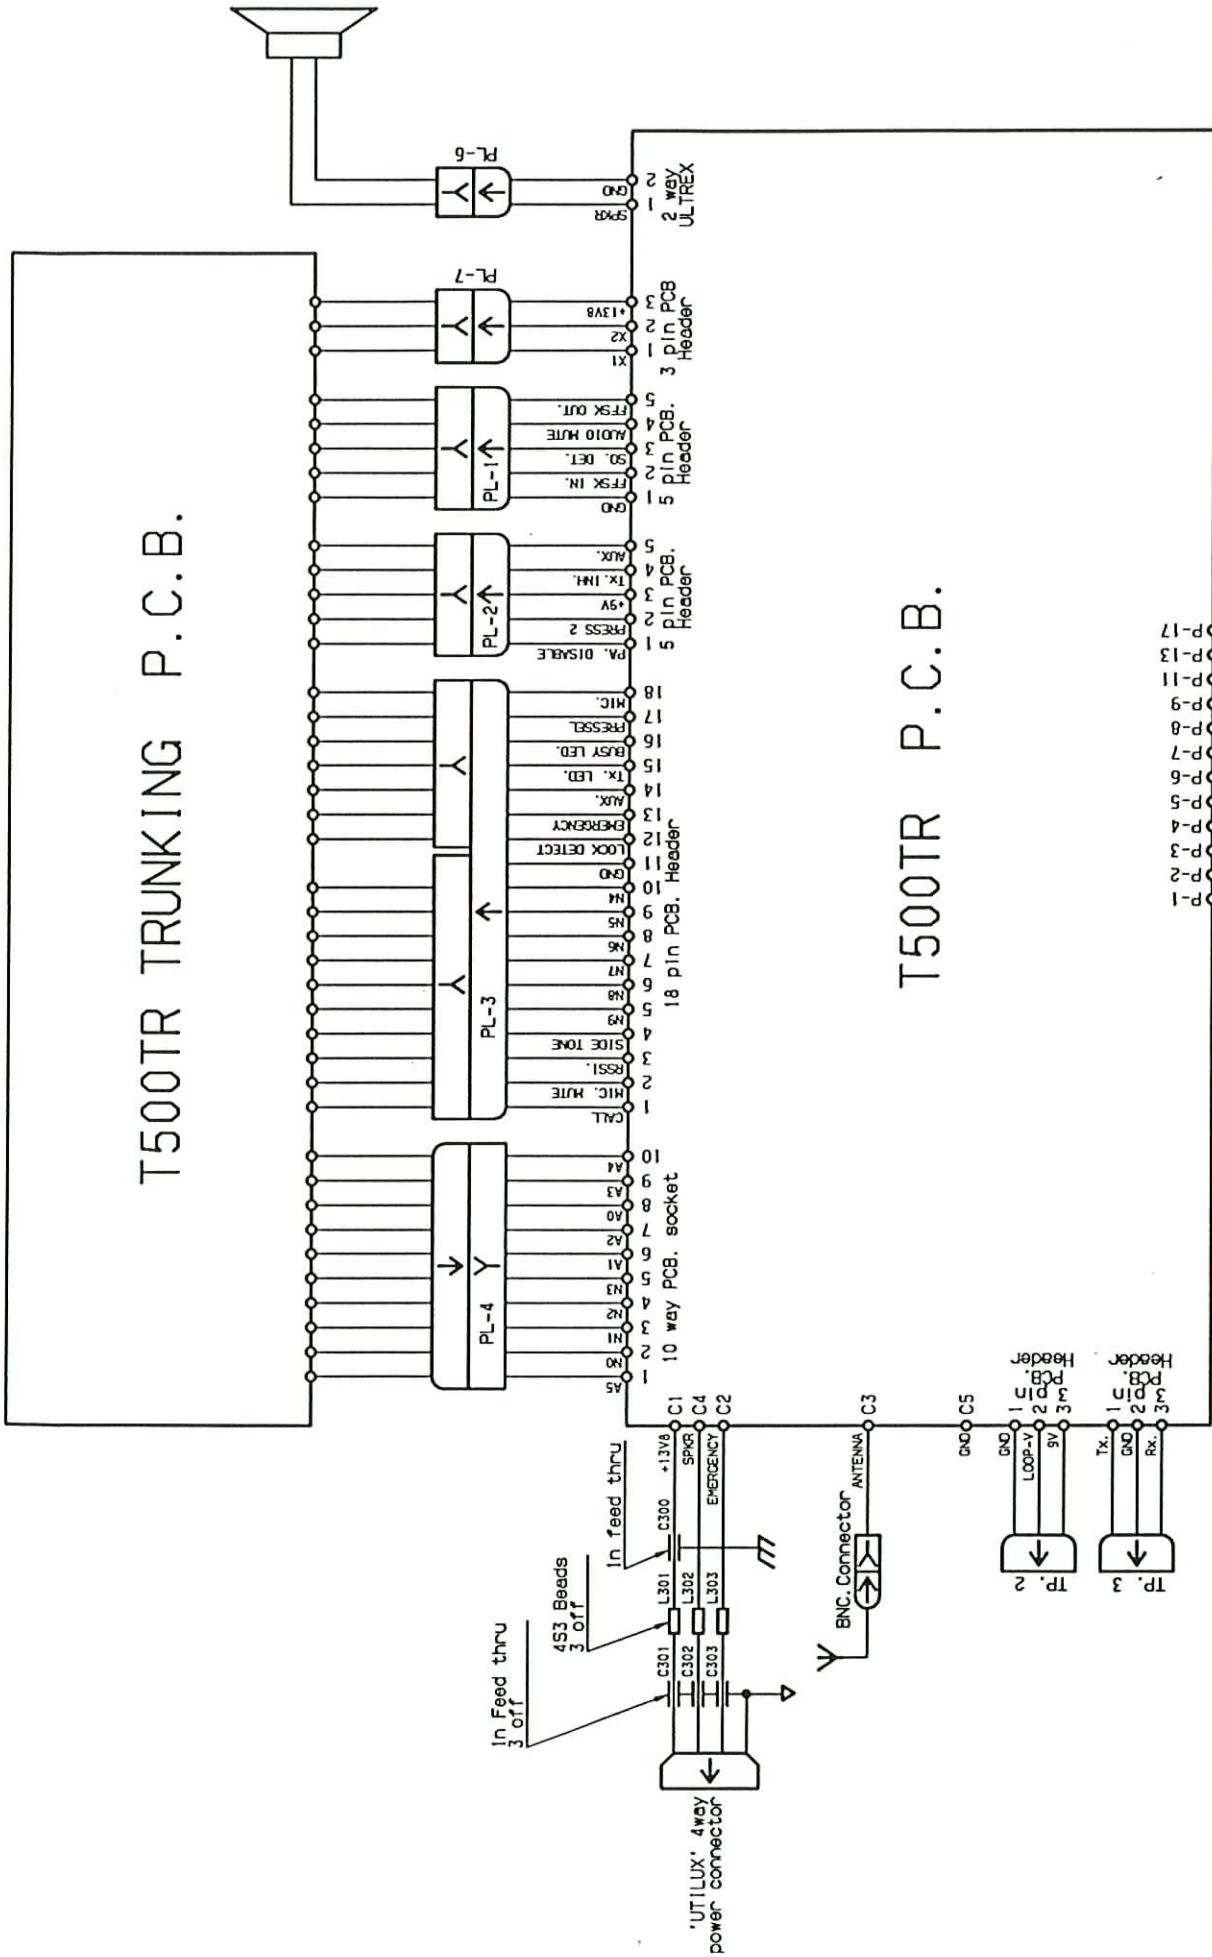 T500TR TRUNKING P.C.B.
PL-4
PL-3
PL-2
PL-1
PL-7
PL-6
A5
N0
N1
N2
N3
A1
A2
A0
A3
A4
1
2
3
4
5
6
7
8
9
10
10 way PCB. socket
CALL
MIC. MUTE
RSSI.
SIDE TONE
N9
N8
N7
N6
N5
N4
GND
LOCK DETECT
EMERGENCY
AUX.
Tx. LED.
BUSY LED.
PRESSEL
MIC.
1
2
3
4
5
6
7
8
9
10
11
12
13
14
15
16
17
18
18 pin PCB. Header
PA. DISABLE
PRESS 2
+9V
Tx. INH.
AUX.
1
2
3
4
5
5 pin PCB.
Header
GND
FFSK IN.
SQ. DET.
AUDIO MUTE
FFSK OUT.
1
2
3
4
5
5 pin PCB.
Header
X1
X2
+13V8
1
2
3
3 pin PCB
Header
SPKR
GND
1
2
2 way
ULTREX
T500TR P.C.B.
'UTILUX' 4way
power connector
1n Feed thru
3 off
4S3 Beads
3 off
1n feed thru
C301
C302
C303
L301
L302
L303
C300
+13V8
SPKR
EMERGENCY
C1
C4
C2
BNC. Connector
ANTENNA
C3
GND
C5
TP. 2
GND
LOOP-V
9V
1
2
3
3 pin
PCB.
Header
TP. 3
Tx.
GND
Rx.
1
2
3
3 pin
PCB.
Header
P-1
P-2
P-3
P-4
P-5
P-6
P-7
P-8
P-9
P-11
P-13
P-17